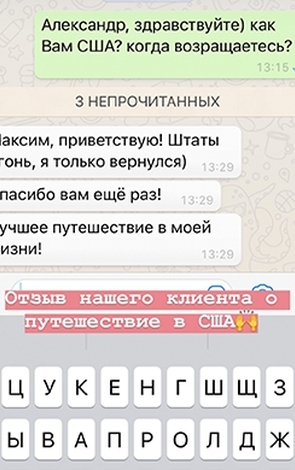 Александр, здравствуйте) как
Вам США? когда возращаетесь?
13:15
3 НЕПРОЧИТАННЫХ
аксим, приветствую! Штаты
гонь, я только вернулся)
13:29
пасибо вам ещё раз!
13:29
учшее путешествие в моей
изни!
13:29
Отзыв нашего клиента о
путешествие в США🙌
Ц У К Е Н Г Ш Щ З
Ы В А П Р О Л Д Ж